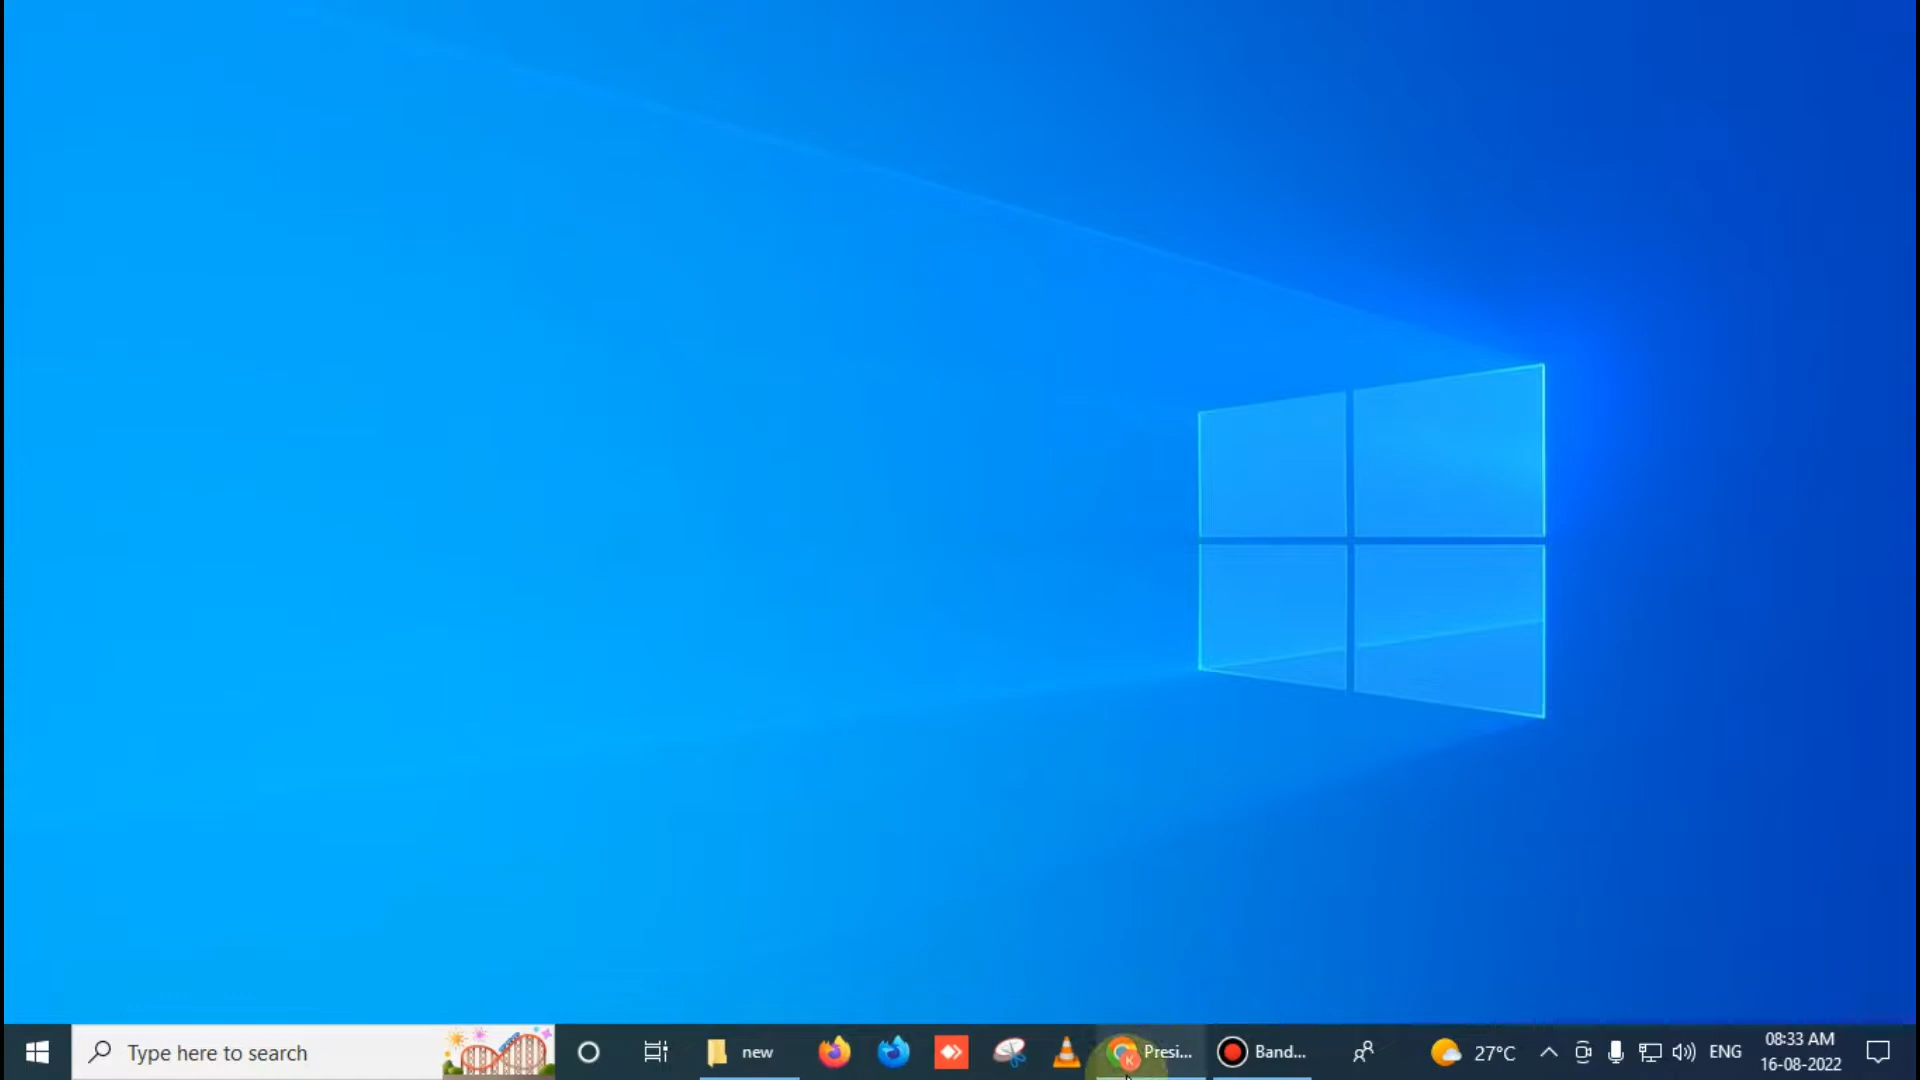 Type here to search
new
K
Presi...
Band...
27°C
ENG
08:33 AM
16-08-2022